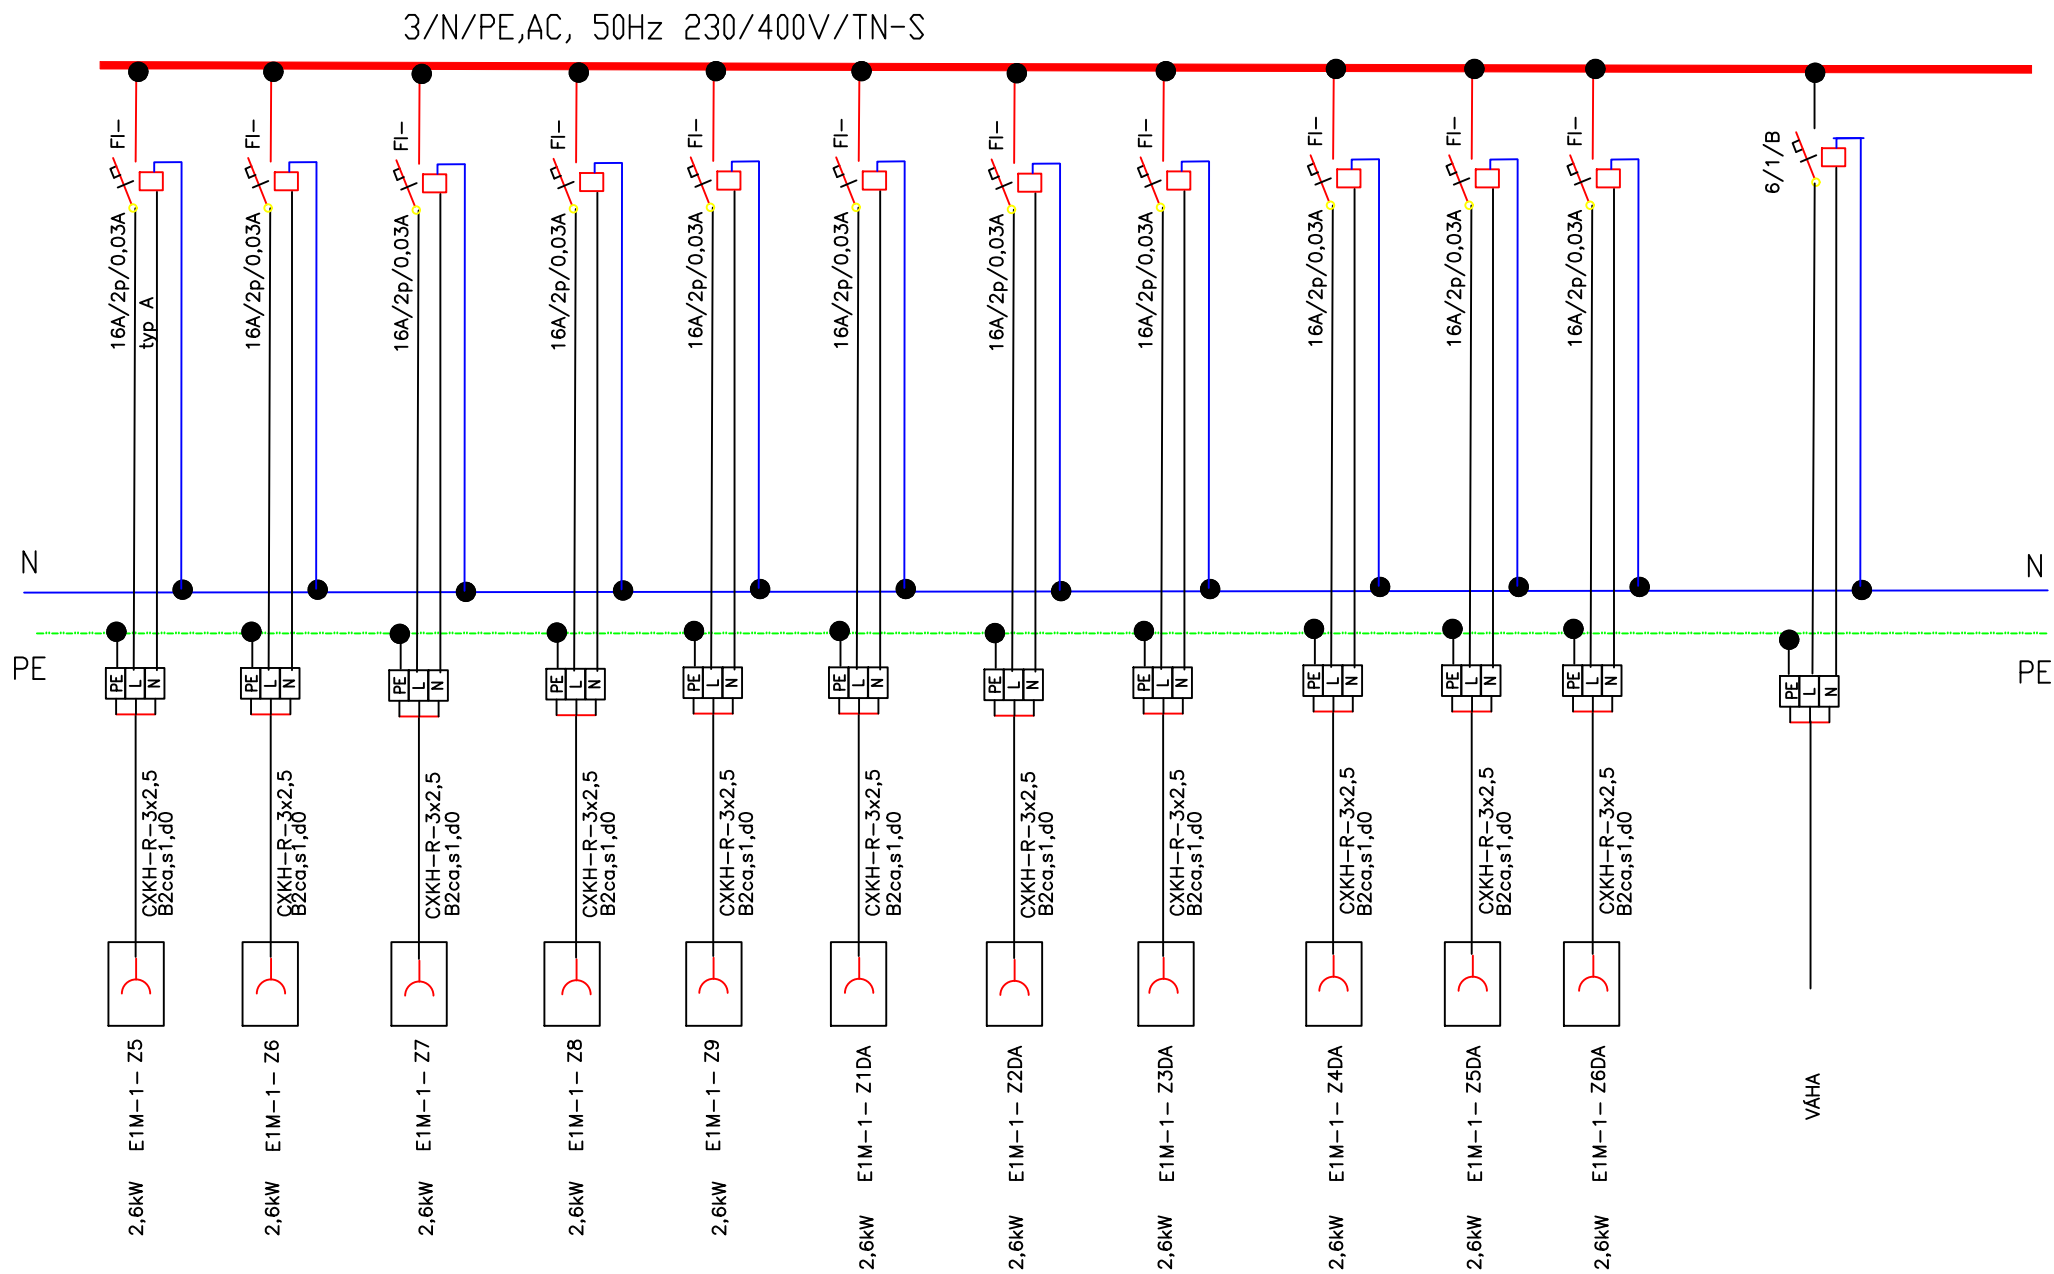 3/N/PE,AC, 50Hz 230/400V/TN-S
FI-
16A/2p/0,03A
typ A
FI-
16A/2p/0,03A
FI-
16A/2p/0,03A
FI-
16A/2p/0,03A
FI-
16A/2p/0,03A
FI-
16A/2p/0,03A
FI-
16A/2p/0,03A
FI-
16A/2p/0,03A
FI-
16A/2p/0,03A
FI-
16A/2p/0,03A
FI-
16A/2p/0,03A
6/1/B
N
N
PE
PE
PE L N
PE L N
PE L N
PE L N
PE L N
PE L N
PE L N
PE L N
PE L N
PE L N
PE L N
PE L N
CXKH-R-3x2,5
B2ca,s1,d0
CXKH-R-3x2,5
B2ca,s1,d0
CXKH-R-3x2,5
B2ca,s1,d0
CXKH-R-3x2,5
B2ca,s1,d0
CXKH-R-3x2,5
B2ca,s1,d0
CXKH-R-3x2,5
B2ca,s1,d0
CXKH-R-3x2,5
B2ca,s1,d0
CXKH-R-3x2,5
B2ca,s1,d0
CXKH-R-3x2,5
B2ca,s1,d0
CXKH-R-3x2,5
B2ca,s1,d0
CXKH-R-3x2,5
B2ca,s1,d0
2,6kW E1M-1- Z5
2,6kW E1M-1- Z6
2,6kW E1M-1- Z7
2,6kW E1M-1- Z8
2,6kW E1M-1- Z9
2,6kW E1M-1- Z1DA
2,6kW E1M-1- Z2DA
2,6kW E1M-1- Z3DA
2,6kW E1M-1- Z4DA
2,6kW E1M-1- Z5DA
2,6kW E1M-1- Z6DA
VÁHA